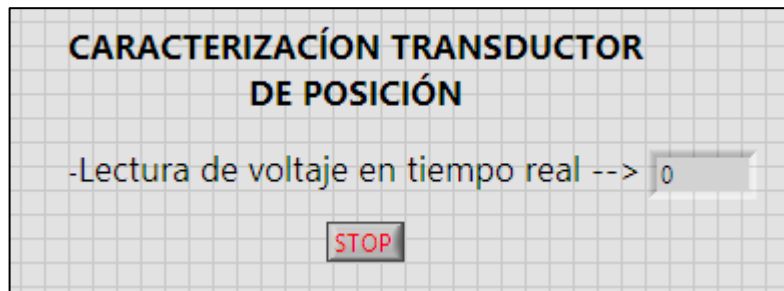 CARACTERIZACÍON TRANSDUCTOR
DE POSICIÓN
-Lectura de voltaje en tiempo real --> 0
STOP